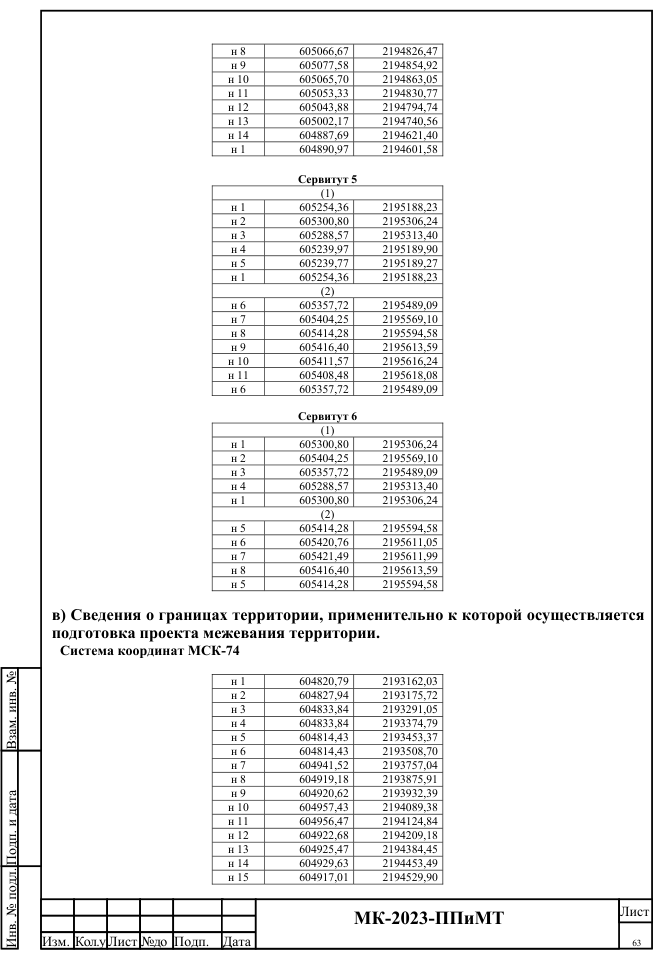 н 8 605066,67 2194826,47
н 9 605077,58 2194854,92
н 10 605065,70 2194863,05
н 11 605053,33 2194830,77
н 12 605043,88 2194794,74
н 13 605002,17 2194740,56
н 14 604887,69 2194621,40
н 1 604890,97 2194601,58
Сервитут 5
(1)
н 1 605254,36 2195188,23
н 2 605300,80 2195306,24
н 3 605288,57 2195313,40
н 4 605239,97 2195189,90
н 5 605239,77 2195189,27
н 1 605254,36 2195188,23
(2)
н 6 605357,72 2195489,09
н 7 605404,25 2195569,10
н 8 605414,28 2195594,58
н 9 605416,40 2195613,59
н 10 605411,57 2195616,24
н 11 605408,48 2195618,08
н 6 605357,72 2195489,09
Сервитут 6
(1)
н 1 605300,80 2195306,24
н 2 605404,25 2195569,10
н 3 605357,72 2195489,09
н 4 605288,57 2195313,40
н 1 605300,80 2195306,24
(2)
н 5 605414,28 2195594,58
н 6 605420,76 2195611,05
н 7 605421,49 2195611,99
н 8 605416,40 2195613,59
н 5 605414,28 2195594,58
в) Сведения о границах территории, применительно к которой осуществляется
подготовка проекта межевания территории.
Система координат МСК-74
н 1 604820,79 2193162,03
н 2 604827,94 2193175,72
н 3 604833,84 2193291,05
н 4 604833,84 2193374,79
н 5 604814,43 2193453,37
н 6 604814,43 2193508,70
н 7 604941,52 2193757,04
н 8 604919,18 2193875,91
н 9 604920,62 2193932,39
н 10 604957,43 2194089,38
н 11 604956,47 2194124,84
н 12 604922,68 2194209,18
н 13 604925,47 2194384,45
н 14 604929,63 2194453,49
н 15 604917,01 2194529,90
Взам. инв. №
Подп. и дата
Инв. № подл.
Изм. Кол.у Лист №до Подп. Дата
МК-2023-ППиМТ
Лист
63